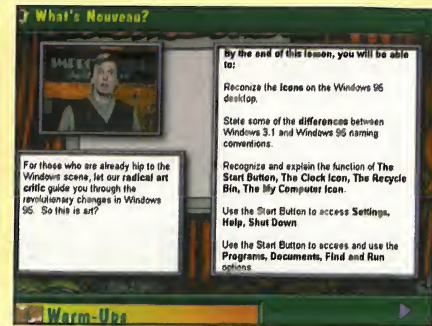 What's Nouveau?
IMPROV
For those who are already hip to the
Windows scene, let our radical art
critic guide you through the
revolutionary changes in Windows
95. So this is art?
By the end of this lesson, you will be able
to:
Reconize the Icons on the Windows 95
desktop.
State some of the differences between
Windows 3.1 and Windows 95 naming
conventions.
Recognize and explain the function of The
Start Button, The Clock Icon, The Recycle
Bin, The My Computer Icon.
Use the Start Button to access Settings,
Help, Shut Down
Use the Start Button to access and use the
Programs, Documents, Find and Run
options
Warm-Ups